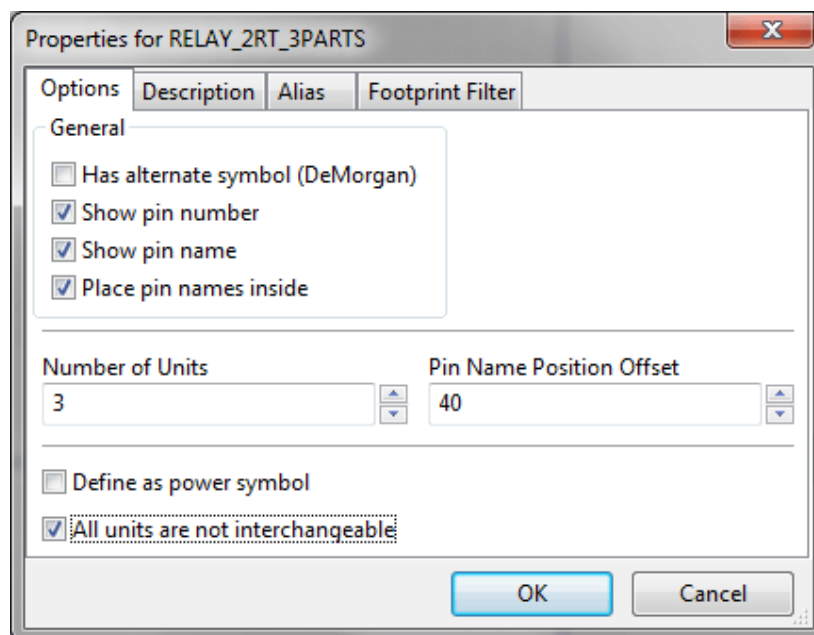 Properties for RELAY_2RT_3PARTS
Options Description Alias Footprint Filter
General
Has alternate symbol (DeMorgan)
Show pin number
Show pin name
Place pin names inside
Number of Units Pin Name Position Offset
3 40
Define as power symbol
All units are not interchangeable
OK Cancel